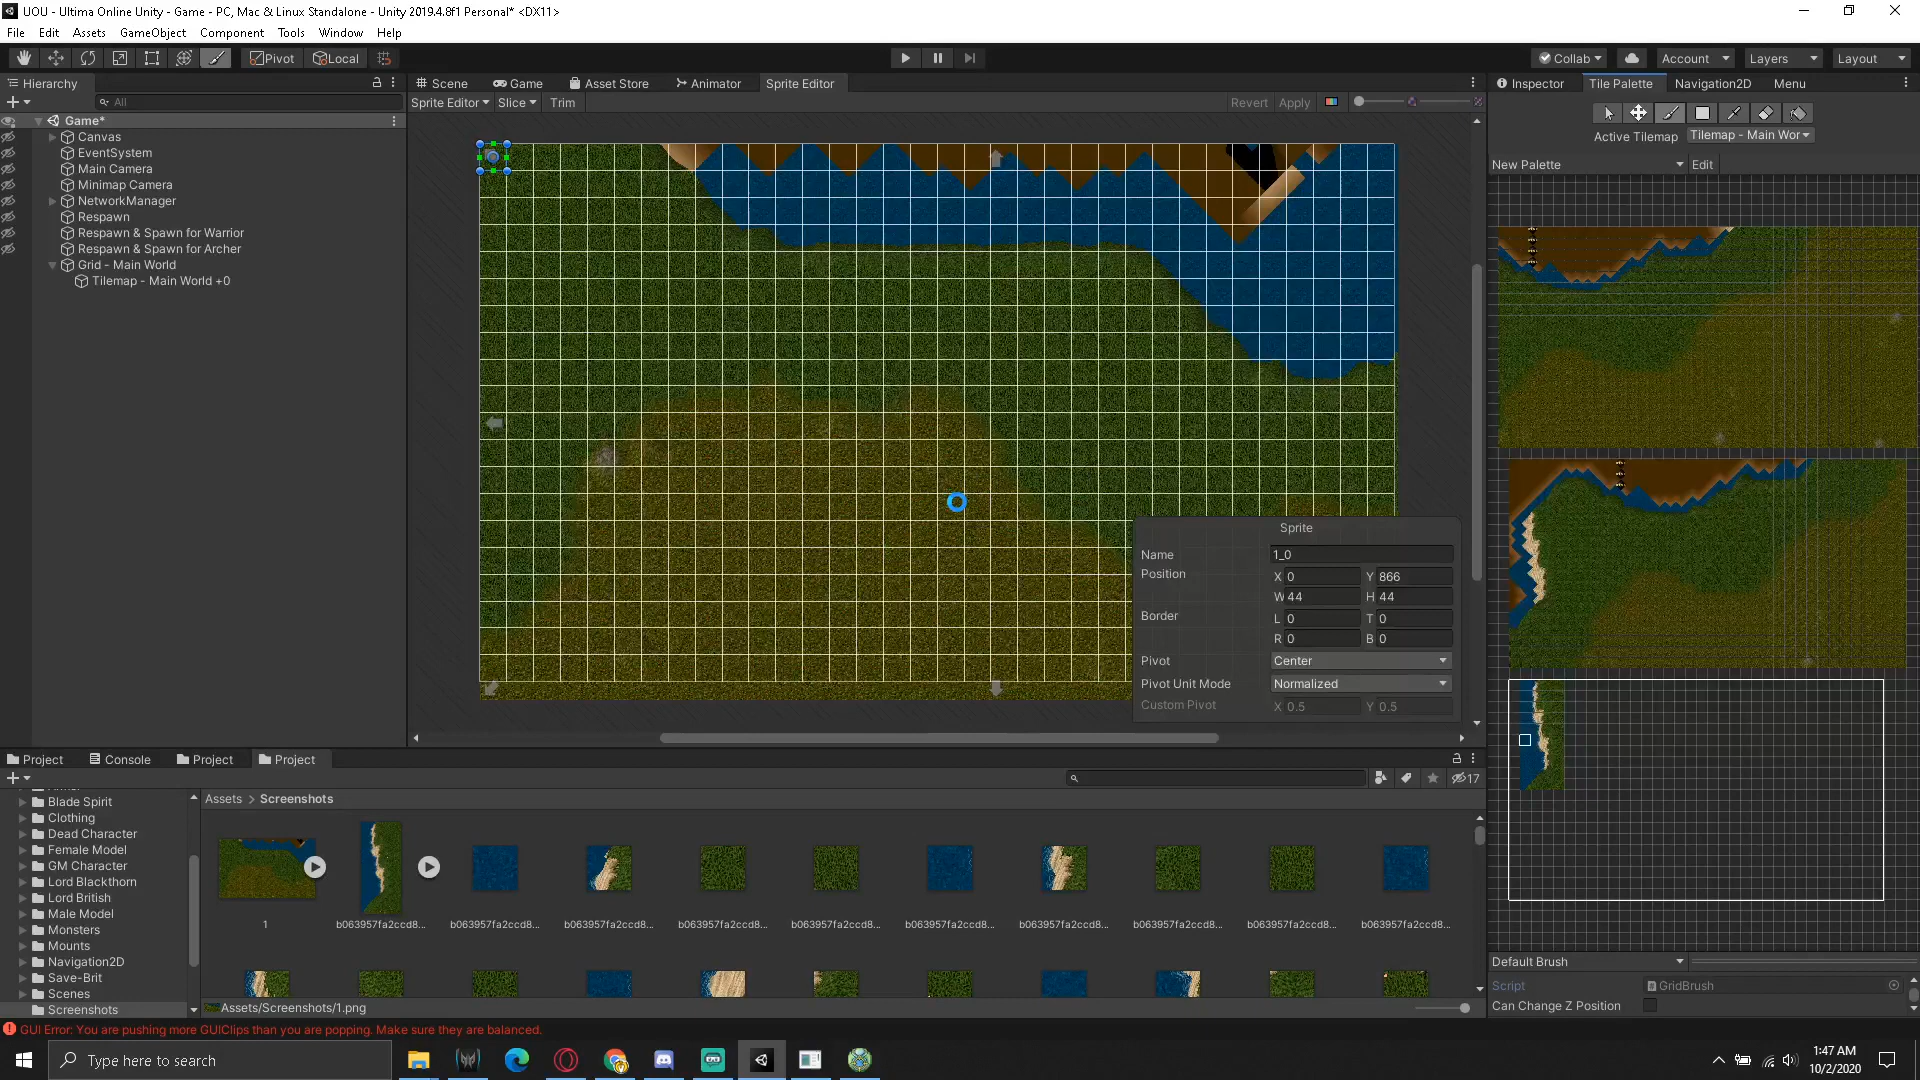 UOU - Ultima Online Unity - Game - PC, Mac & Linux Standalone - Unity 2019.4.8f1 Personal* <DX11>
File Edit Assets GameObject Component Tools Window Help
Pivot Local Collab Account Layers Layout
Hierarchy Scene Game Asset Store Animator Sprite Editor Inspector Tile Palette Navigation2D Menu
All Sprite Editor Slice Trim Revert Apply
Game*
Canvas
EventSystem
Main Camera
Minimap Camera
NetworkManager
Respawn
Respawn & Spawn for Warrior
Respawn & Spawn for Archer
Grid - Main World
Tilemap - Main World +0
Active Tilemap Tilemap - Main Wor
New Palette Edit
Sprite
Name 1_0
Position X 0 Y 866
W 44 H 44
Border L 0 T 0
R 0 B 0
Pivot Center
Pivot Unit Mode Normalized
Custom Pivot X 0.5 Y 0.5
Project Console Project Project
17
Blade Spirit
Clothing
Dead Character
Female Model
GM Character
Lord Blackthorn
Lord British
Male Model
Monsters
Mounts
Navigation2D
Save-Brit
Scenes
Screenshots
Assets > Screenshots
1 b063957fa2ccd8... b063957fa2ccd8... b063957fa2ccd8... b063957fa2ccd8... b063957fa2ccd8... b063957fa2ccd8... b063957fa2ccd8... b063957fa2ccd8... b063957fa2ccd8... b063957fa2ccd8...
Assets/Screenshots/1.png
Default Brush
Script GridBrush
Can Change Z Position
GUI Error: You are pushing more GUIClips than you are popping. Make sure they are balanced.
Type here to search
1:47 AM
10/2/2020